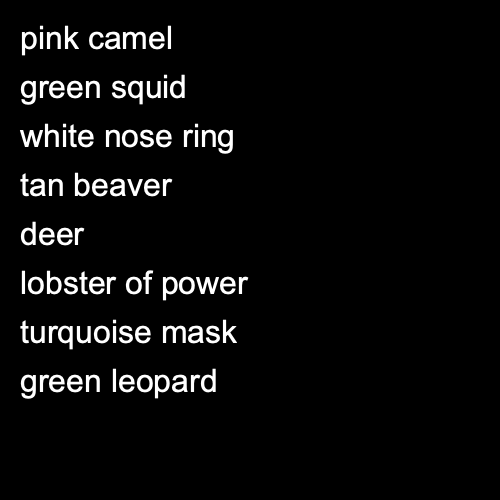 pink camel
green squid
white nose ring
tan beaver
deer
lobster of power
turquoise mask
green leopard